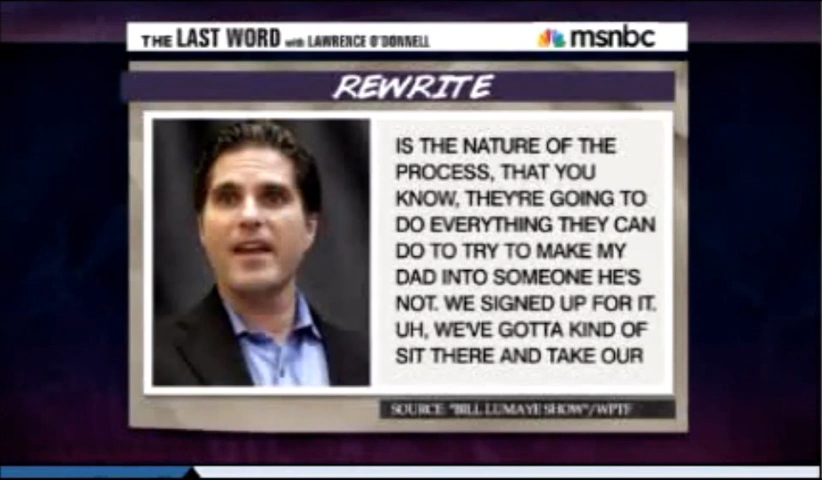 THE LAST WORD with LAWRENCE O'DONNELL
msnbc
REWRITE
IS THE NATURE OF THE
PROCESS, THAT YOU
KNOW, THEY'RE GOING TO
DO EVERYTHING THEY CAN
DO TO TRY TO MAKE MY
DAD INTO SOMEONE HE'S
NOT. WE SIGNED UP FOR IT.
UH, WE'VE GOTTA KIND OF
SIT THERE AND TAKE OUR
SOURCE: "BILL LUMAYE SHOW"/WPTF